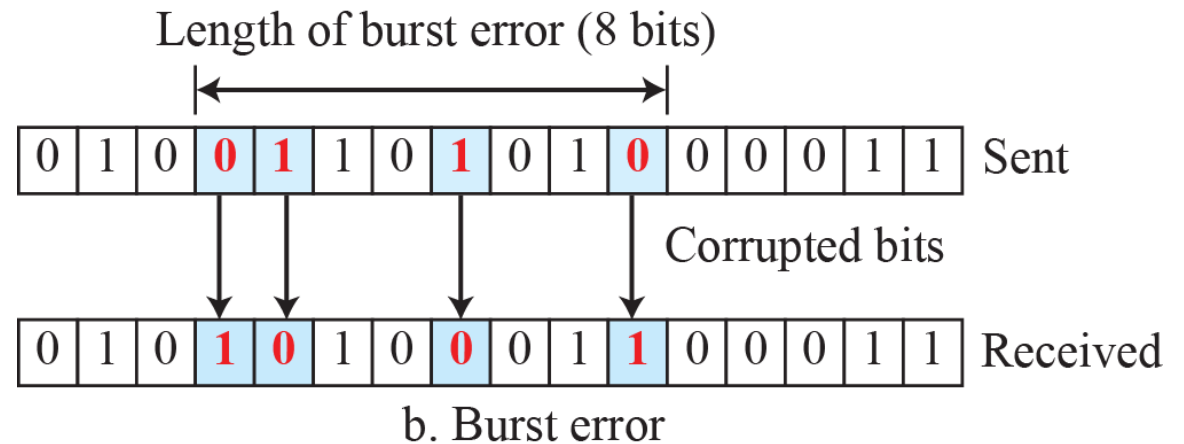 Length of burst error (8 bits)
0 1 0 0 1 1 0 1 0 1 0 0 0 0 1 1 Sent
Corrupted bits
0 1 0 1 0 1 0 0 0 1 1 0 0 0 1 1 Received
b. Burst error